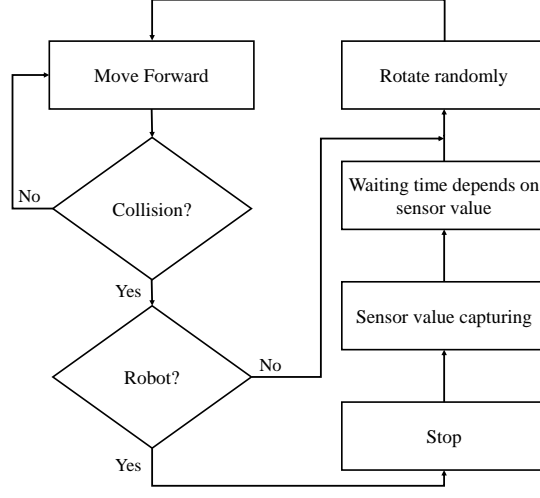 Move Forward
Rotate randomly
No
Collision?
Waiting time depends on
sensor value
Yes
Sensor value capturing
Robot?
No
Stop
Yes